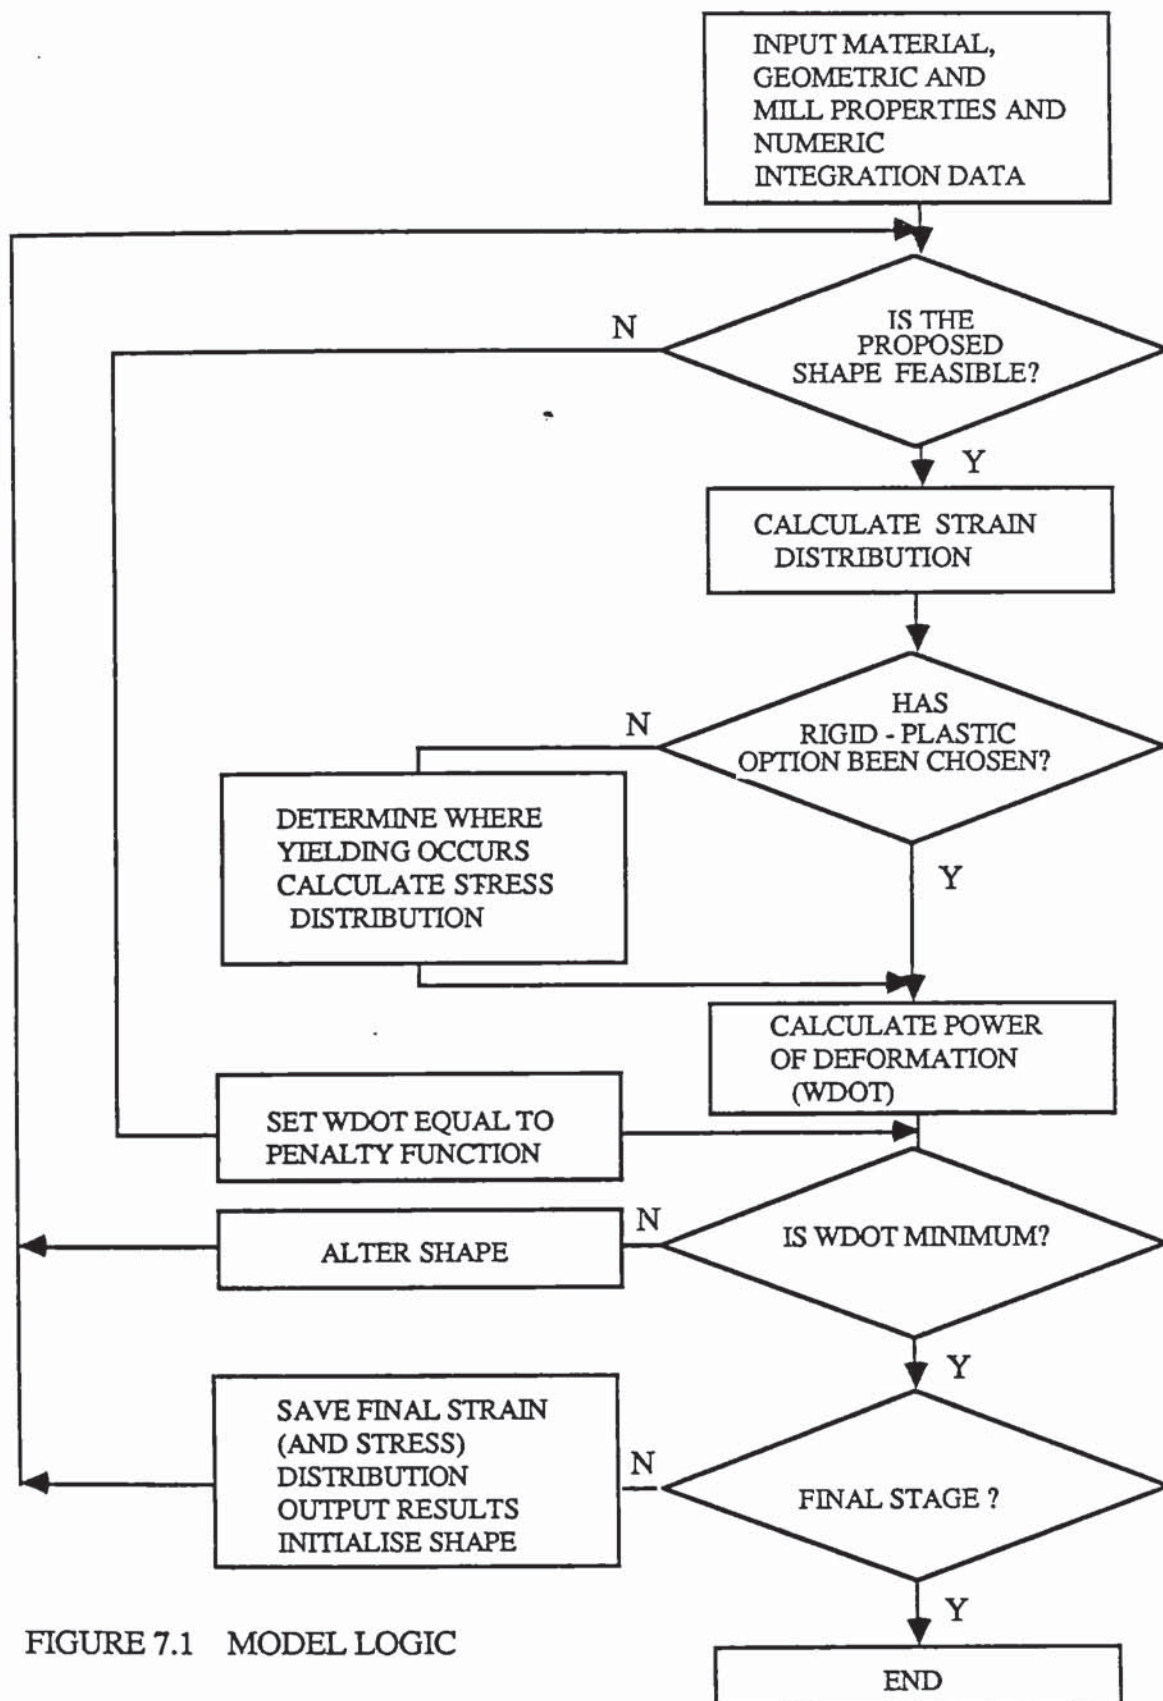 INPUT MATERIAL,
GEOMETRIC AND
MILL PROPERTIES AND
NUMERIC
INTEGRATION DATA
N
IS THE
PROPOSED
SHAPE FEASIBLE?
Y
CALCULATE STRAIN
DISTRIBUTION
N
HAS
RIGID - PLASTIC
OPTION BEEN CHOSEN?
DETERMINE WHERE
YIELDING OCCURS
CALCULATE STRESS
DISTRIBUTION
Y
CALCULATE POWER
OF DEFORMATION
(WDOT)
SET WDOT EQUAL TO
PENALTY FUNCTION
N
IS WDOT MINIMUM?
ALTER SHAPE
Y
SAVE FINAL STRAIN
(AND STRESS)
DISTRIBUTION
OUTPUT RESULTS
INITIALISE SHAPE
N
FINAL STAGE ?
Y
FIGURE 7.1 MODEL LOGIC
END